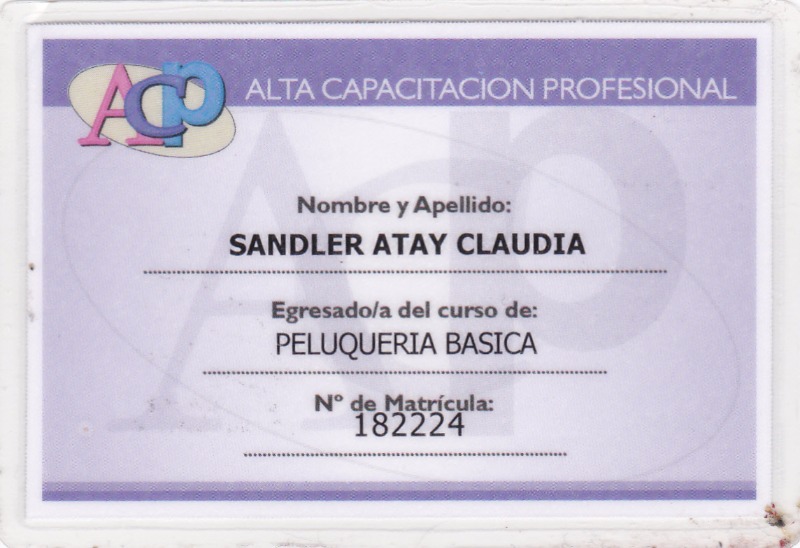 ACP ALTA CAPACITACION PROFESIONAL
Nombre y Apellido:
SANDLER ATAY CLAUDIA
Egresado/a del curso de:
PELUQUERIA BASICA
Nº de Matrícula:
182224